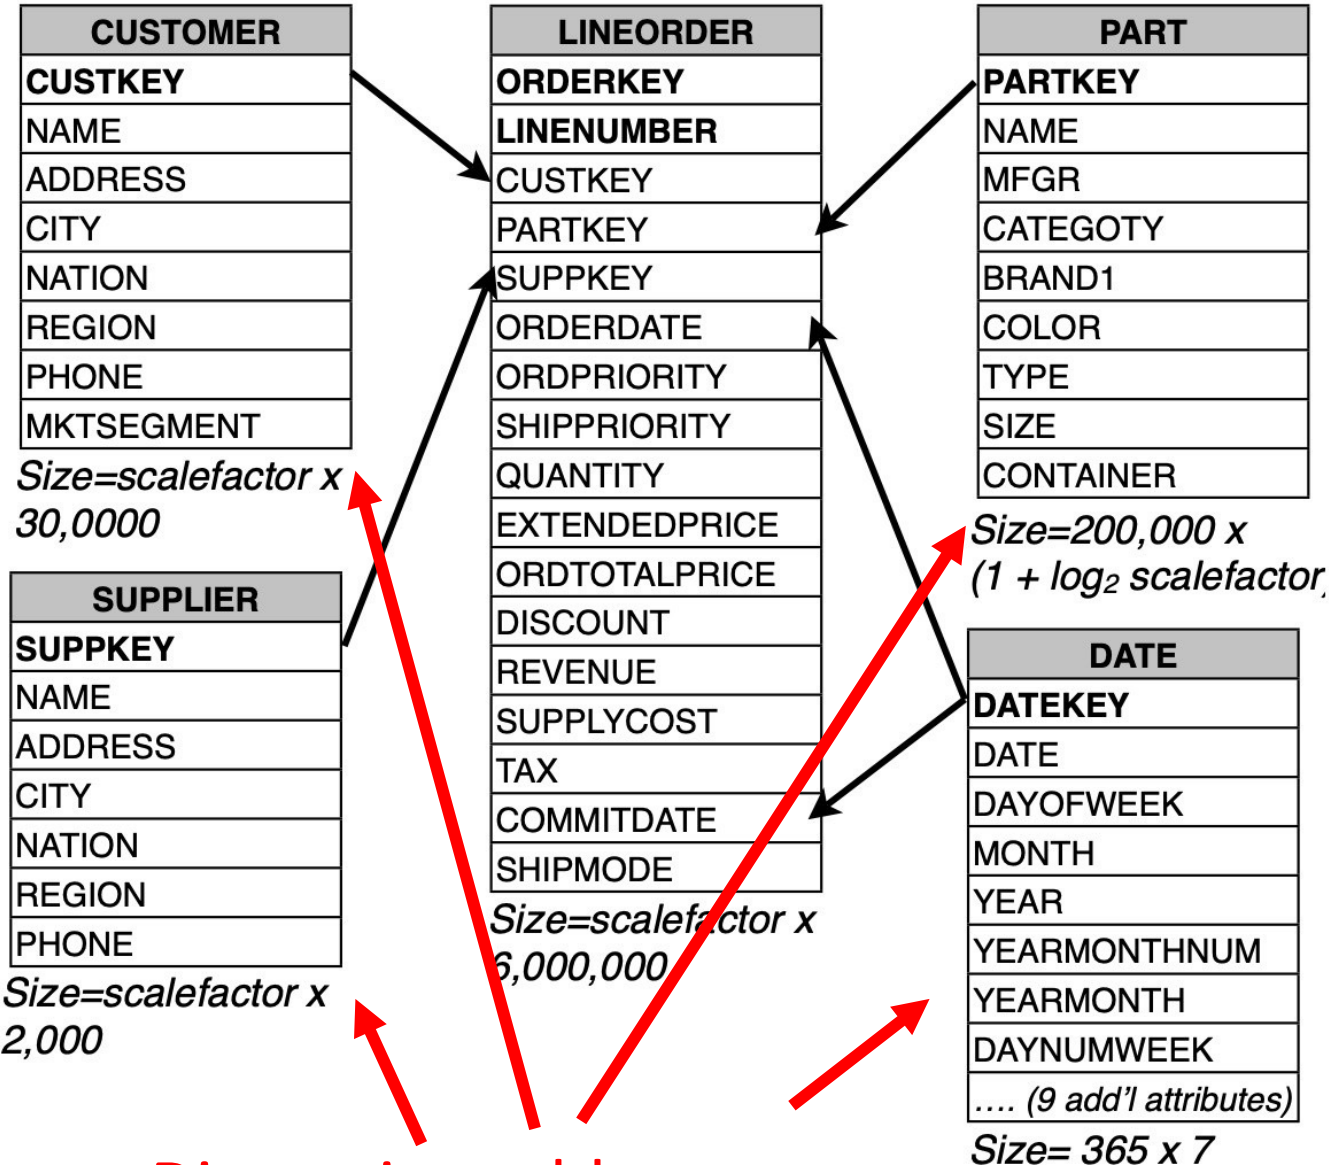 CUSTOMER
CUSTKEY
NAME
ADDRESS
CITY
NATION
REGION
PHONE
MKTSEGMENT
Size=scalefactor x
30,0000
SUPPLIER
SUPPKEY
NAME
ADDRESS
CITY
NATION
REGION
PHONE
Size=scalefactor x
2,000
LINEORDER
ORDERKEY
LINENUMBER
CUSTKEY
PARTKEY
SUPPKEY
ORDERDATE
ORDPRIORITY
SHIPPRIORITY
QUANTITY
EXTENDEDPRICE
ORDTOTALPRICE
DISCOUNT
REVENUE
SUPPLYCOST
TAX
COMMITDATE
SHIPMODE
Size=scalefactor x
6,000,000
PART
PARTKEY
NAME
MFGR
CATEGOTY
BRAND1
COLOR
TYPE
SIZE
CONTAINER
Size=200,000 x
(1 + log₂ scalefactor)
DATE
DATEKEY
DATE
DAYOFWEEK
MONTH
YEAR
YEARMONTHNUM
YEARMONTH
DAYNUMWEEK
.... (9 add'l attributes)
Size= 365 x 7